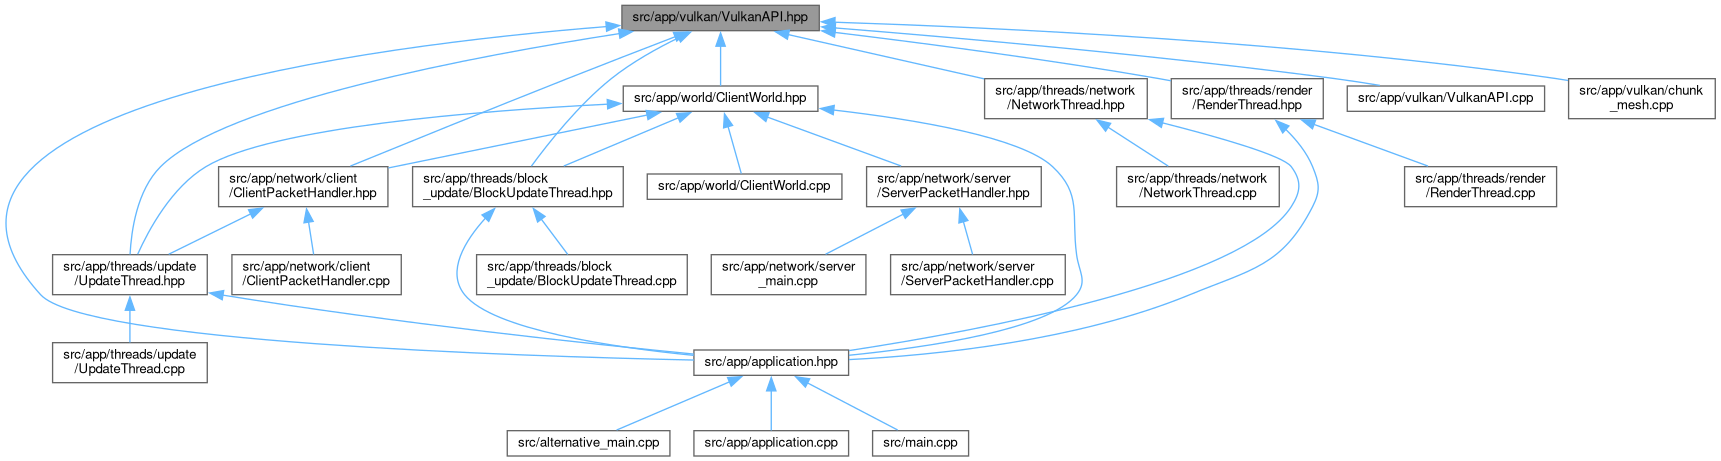 src/app/vulkan/VulkanAPI.hpp
src/app/world/ClientWorld.hpp
src/app/threads/network
/NetworkThread.hpp
src/app/threads/render
/RenderThread.hpp
src/app/vulkan/VulkanAPI.cpp
src/app/vulkan/chunk
_mesh.cpp
src/app/network/client
/ClientPacketHandler.hpp
src/app/threads/block
_update/BlockUpdateThread.hpp
src/app/world/ClientWorld.cpp
src/app/network/server
/ServerPacketHandler.hpp
src/app/threads/network
/NetworkThread.cpp
src/app/threads/render
/RenderThread.cpp
src/app/threads/update
/UpdateThread.hpp
src/app/network/client
/ClientPacketHandler.cpp
src/app/threads/block
_update/BlockUpdateThread.cpp
src/app/network/server
_main.cpp
src/app/network/server
/ServerPacketHandler.cpp
src/app/threads/update
/UpdateThread.cpp
src/app/application.hpp
src/alternative_main.cpp
src/app/application.cpp
src/main.cpp